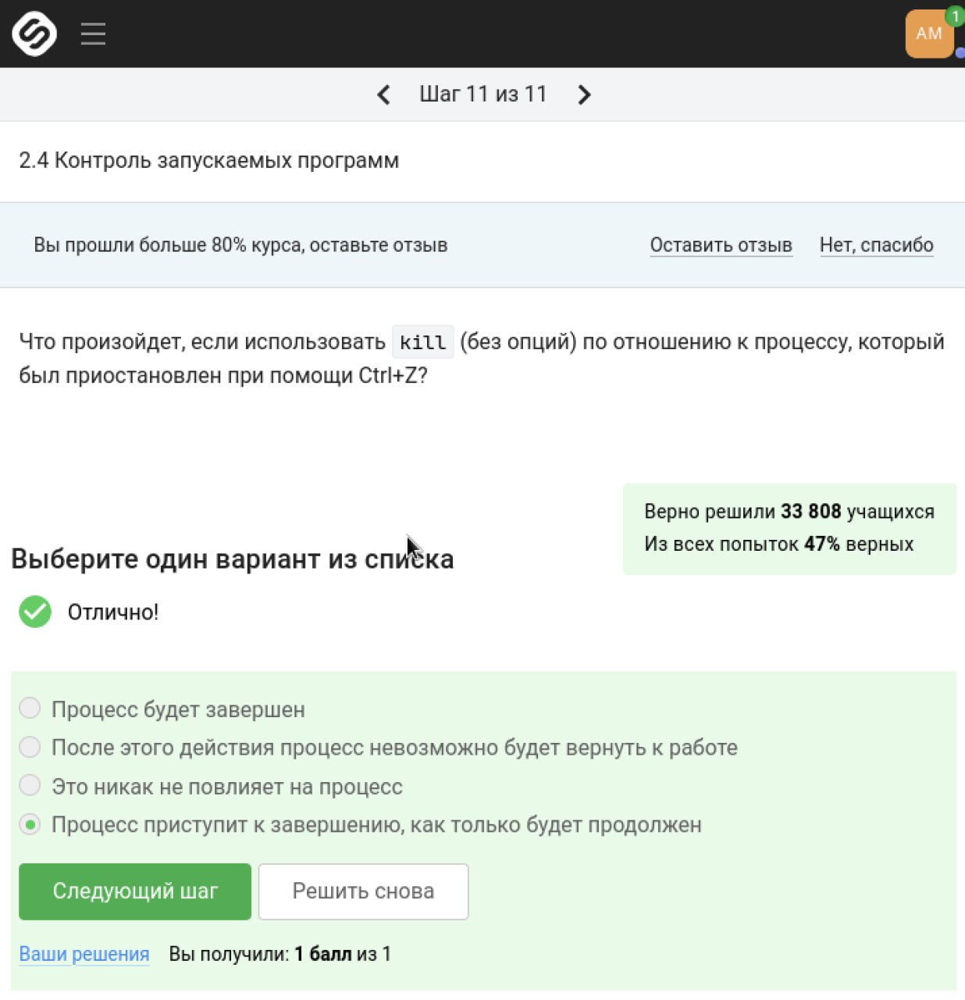 AM
1
Шаг 11 из 11
2.4 Контроль запускаемых программ
Вы прошли больше 80% курса, оставьте отзыв Оставить отзыв Нет, спасибо
Что произойдет, если использовать kill (без опций) по отношению к процессу, который
был приостановлен при помощи Ctrl+Z?
Верно решили 33 808 учащихся
Из всех попыток 47% верных
Выберите один вариант из списка
Отлично!
Процесс будет завершен
После этого действия процесс невозможно будет вернуть к работе
Это никак не повлияет на процесс
Процесс приступит к завершению, как только будет продолжен
Следующий шаг Решить снова
Ваши решения Вы получили: 1 балл из 1